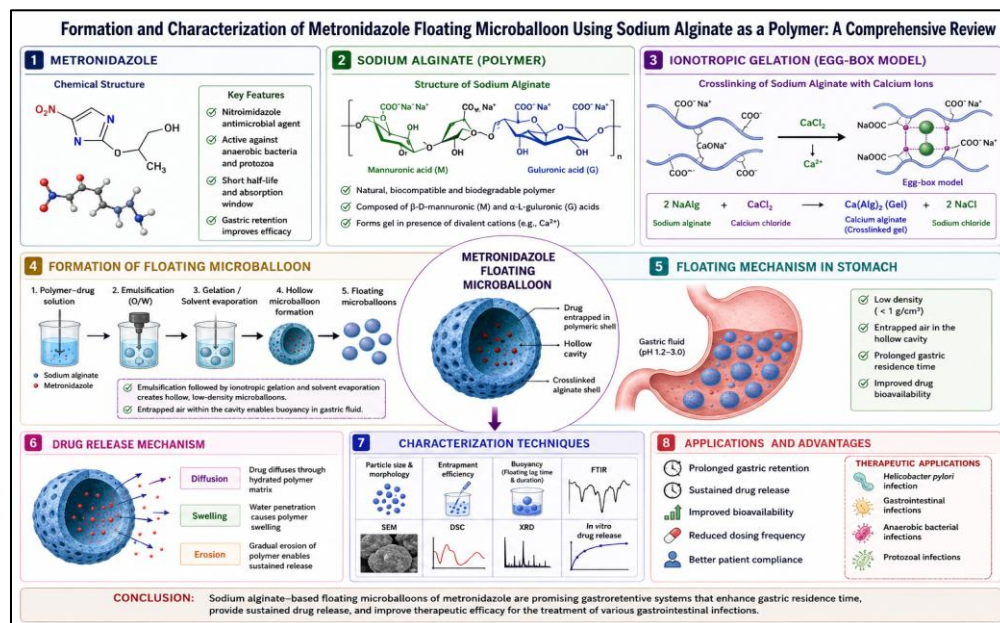 Formation and Characterization of Metronidazole Floating Microballoon Using Sodium Alginate as a Polymer: A Comprehensive Review
1 METRONIDAZOLE
Chemical Structure
O₂N
N
N
O
OH
CH₃
Key Features
Nitroimidazole
antimicrobial agent
Active against
anaerobic bacteria
and protozoa
Short half-life
and absorption
window
Gastric retention
improves efficacy
2 SODIUM ALGINATE (POLYMER)
Structure of Sodium Alginate
Mannuronic acid (M)
Guluronic acid (G)
n
Natural, biocompatible and biodegradable polymer
Composed of β-D-mannuronic (M) and α-L-guluronic (G) acids
Forms gel in presence of divalent cations (e.g., Ca²⁺)
3 IONOTROPIC GELATION (EGG-BOX MODEL)
Crosslinking of Sodium Alginate with Calcium Ions
COO⁻ Na⁺
COO⁻
CaONa⁺
COO⁻ Na⁺
CaCl₂
Ca²⁺
COO⁻ Na⁺
NaOOC
NaOOC
COO⁻ Na⁺
Egg-box model
2 NaAlg + CaCl₂ → Ca(Alg)₂ (Gel) + 2 NaCl
Sodium alginate Calcium chloride Calcium alginate Sodium chloride
(Crosslinked gel)
4 FORMATION OF FLOATING MICROBALLOON
1. Polymer–drug
solution
2. Emulsification
(O/W)
3. Gelation /
Solvent evaporation
4. Hollow
microballoon
formation
5. Floating
microballoons
Sodium alginate
Metronidazole
Emulsification followed by ionotropic gelation and solvent evaporation
creates hollow, low-density microballoons.
Entrapped air within the cavity enables buoyancy in gastric fluid.
METRONIDAZOLE
FLOATING
MICROBALLOON
Drug
entrapped in
polymeric shell
Hollow
cavity
Crosslinked
alginate shell
5 FLOATING MECHANISM IN STOMACH
Gastric fluid
(pH 1.2–3.0)
Low density
(< 1 g/cm³)
Entrapped air in the
hollow cavity
Prolonged gastric
residence time
Improved drug
bioavailability
6 DRUG RELEASE MECHANISM
Diffusion
Drug diffuses through
hydrated polymer
matrix
Swelling
Water penetration
causes polymer
swelling
Erosion
Gradual erosion of
polymer enables
sustained release
7 CHARACTERIZATION TECHNIQUES
Particle size &
morphology
Entrapment
efficiency
Buoyancy
(Floating lag time
& duration)
FTIR
SEM
DSC
XRD
In vitro
drug release
8 APPLICATIONS AND ADVANTAGES
Prolonged gastric retention
Sustained drug release
Improved bioavailability
Reduced dosing frequency
Better patient compliance
THERAPEUTIC APPLICATIONS
Helicobacter pylori
infection
Gastrointestinal
infections
Anaerobic bacterial
infections
Protozoal infections
CONCLUSION: Sodium alginate–based floating microballoons of metronidazole are promising gastroretentive systems that enhance gastric residence time,
provide sustained drug release, and improve therapeutic efficacy for the treatment of various gastrointestinal infections.